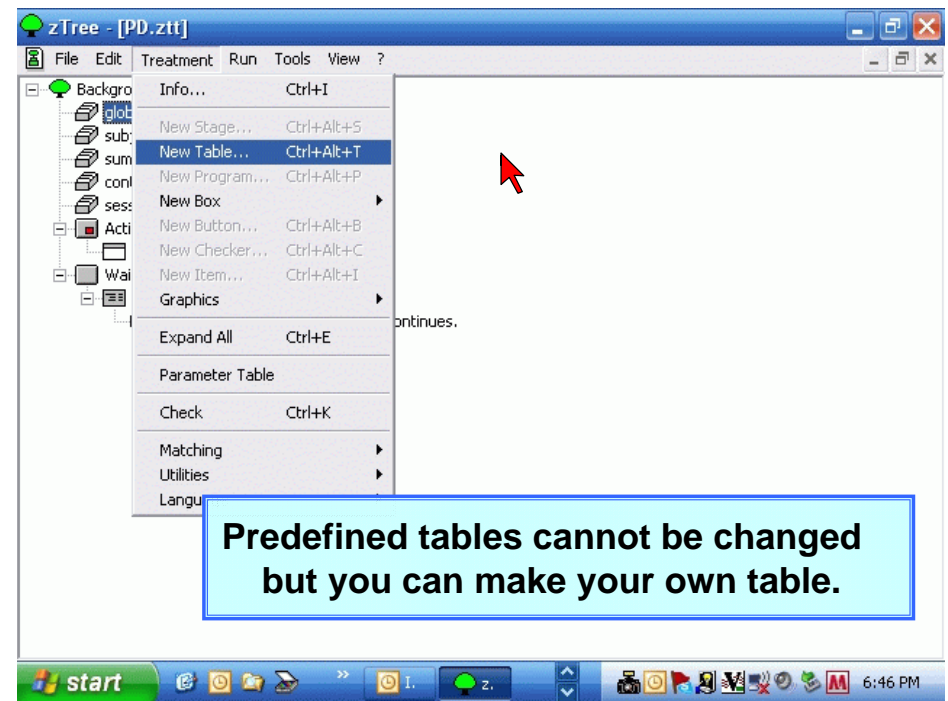 zTree - [PD.ztt]
File Edit Treatment Run Tools View ?
Backgro
glob
subj
sum
cont
sess
Acti
Wai
Info... Ctrl+I
New Stage... Ctrl+Alt+S
New Table... Ctrl+Alt+T
New Program... Ctrl+Alt+P
New Box
New Button... Ctrl+Alt+B
New Checker... Ctrl+Alt+C
New Item... Ctrl+Alt+I
Graphics
ontinues.
Expand All Ctrl+E
Parameter Table
Check Ctrl+K
Matching
Utilities
Langu
Predefined tables cannot be changed
but you can make your own table.
start » I. z. 6:46 PM